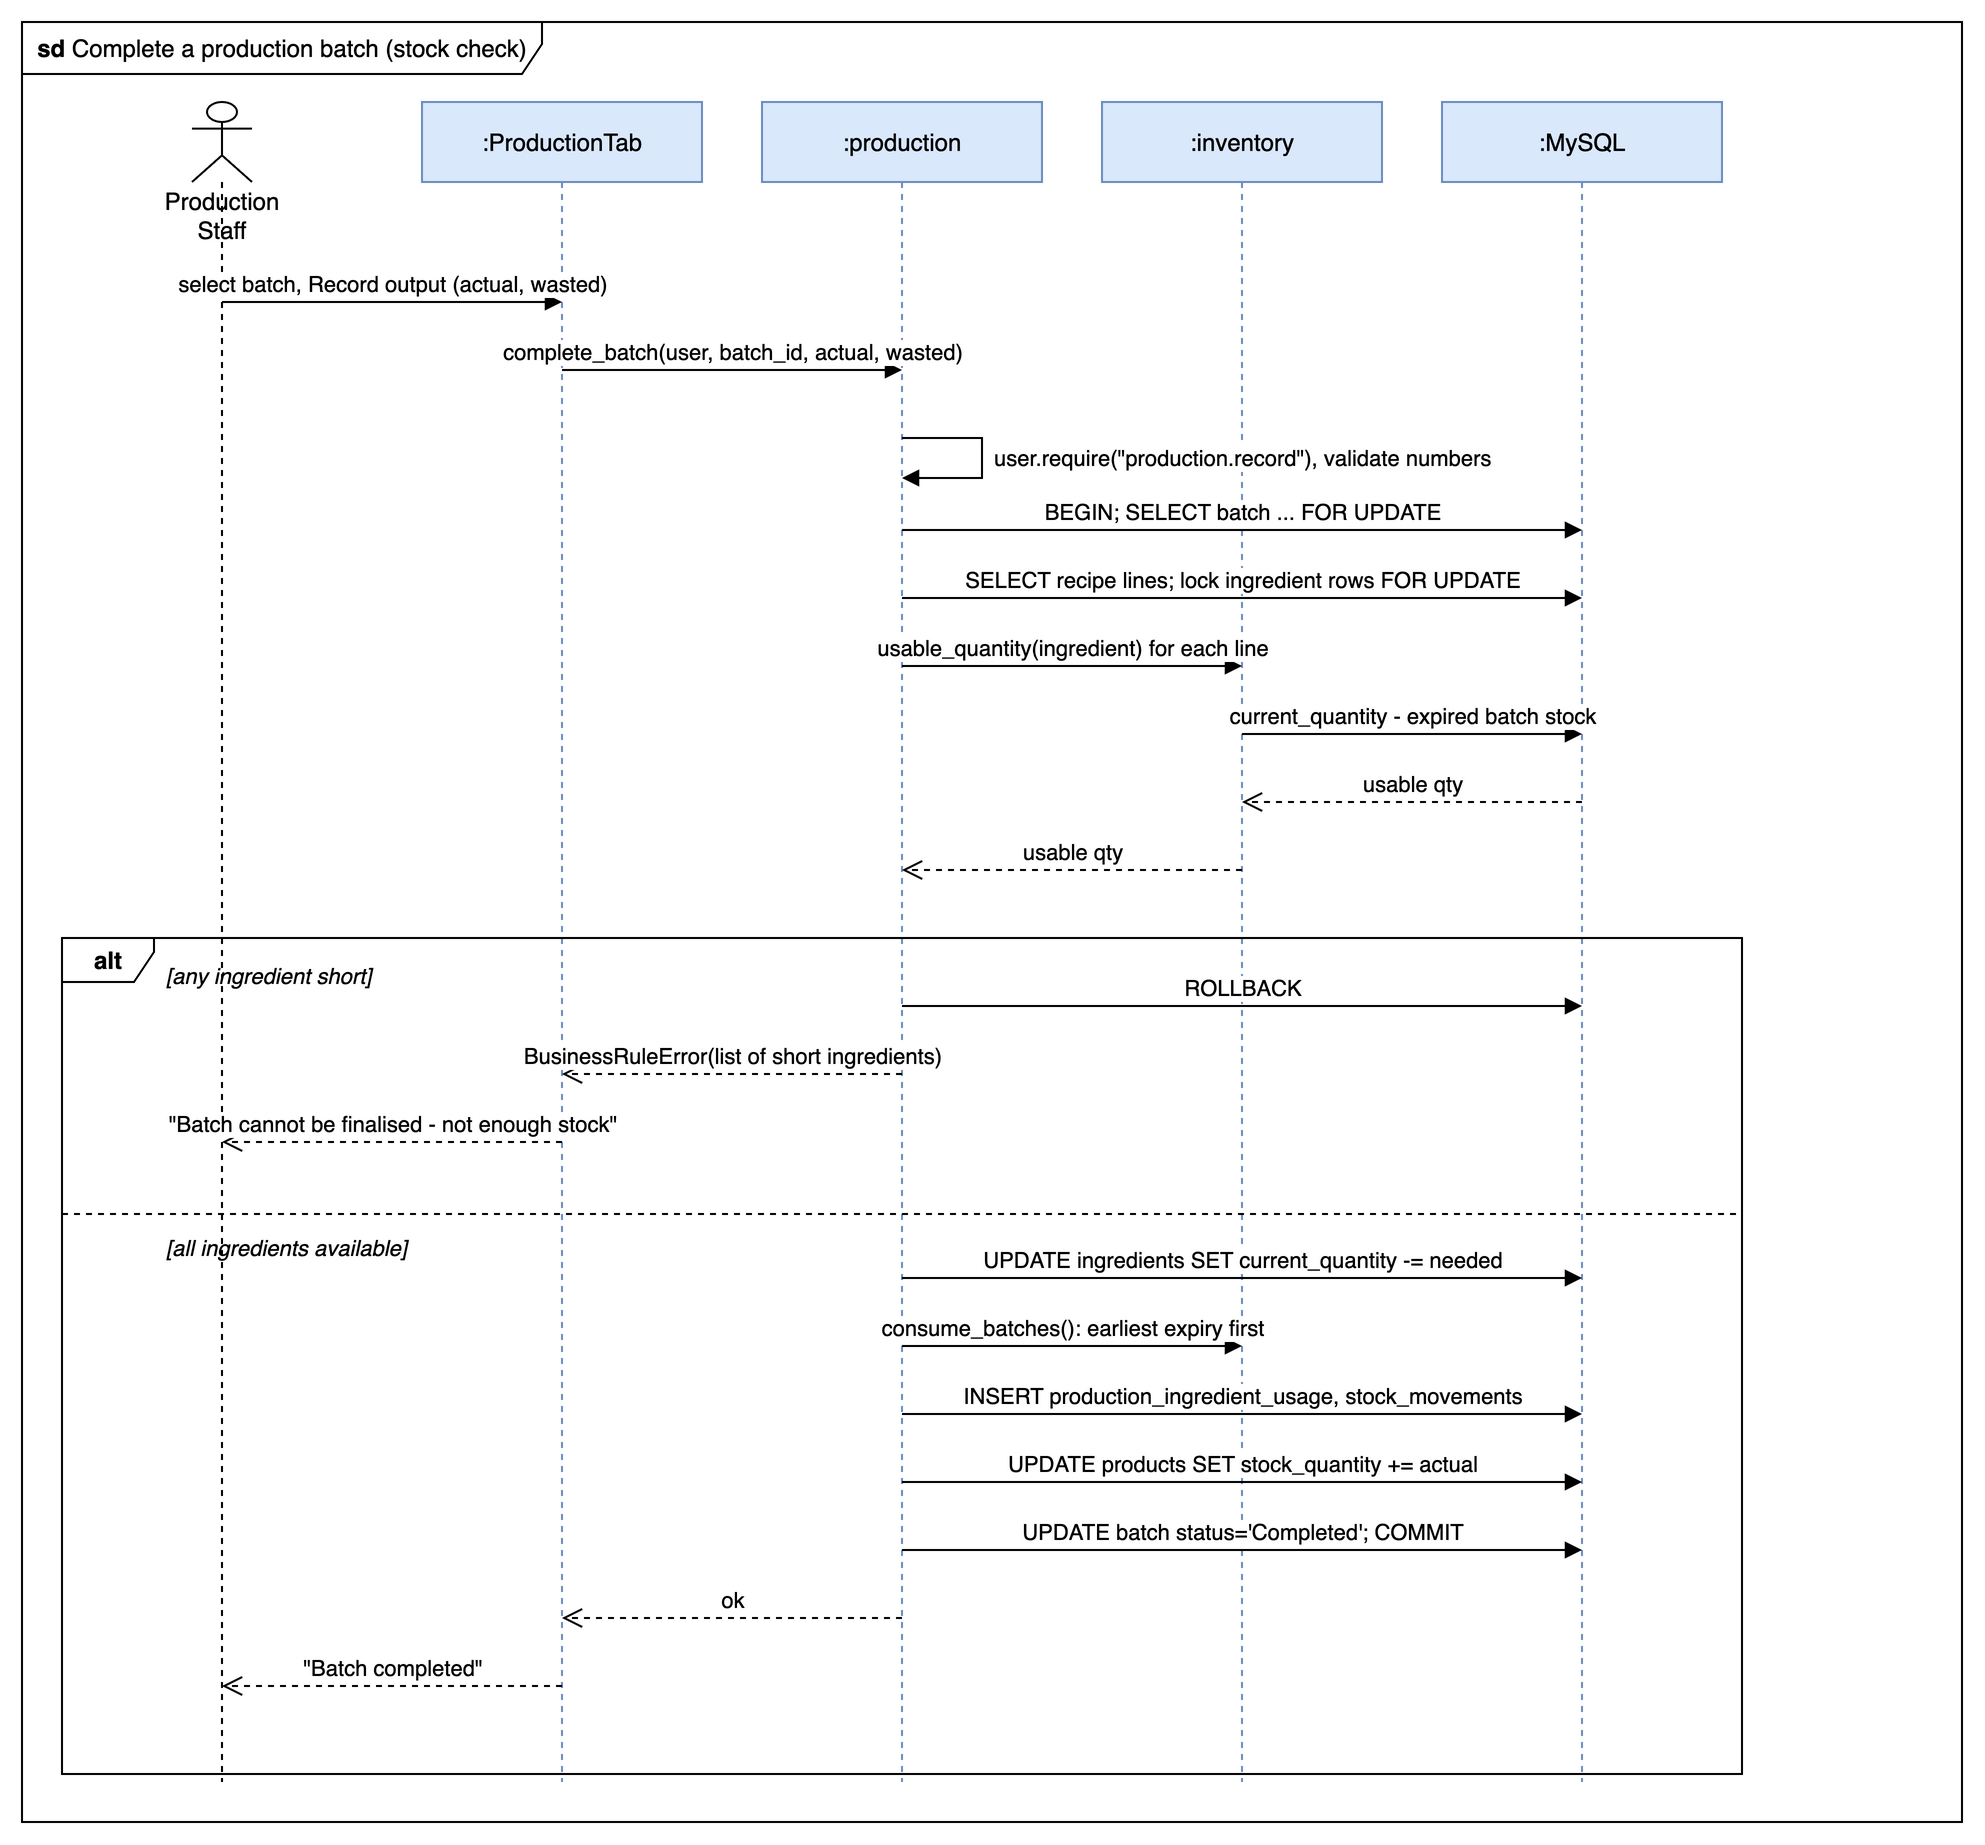 sd Complete a production batch (stock check)
:ProductionTab
:production
:inventory
:MySQL
Production
Staff
select batch, Record output (actual, wasted)
complete_batch(user, batch_id, actual, wasted)
user.require("production.record"), validate numbers
BEGIN; SELECT batch ... FOR UPDATE
SELECT recipe lines; lock ingredient rows FOR UPDATE
usable_quantity(ingredient) for each line
current_quantity - expired batch stock
usable qty
usable qty
alt
[any ingredient short]
ROLLBACK
BusinessRuleError(list of short ingredients)
"Batch cannot be finalised - not enough stock"
[all ingredients available]
UPDATE ingredients SET current_quantity -= needed
consume_batches(): earliest expiry first
INSERT production_ingredient_usage, stock_movements
UPDATE products SET stock_quantity += actual
UPDATE batch status='Completed'; COMMIT
ok
"Batch completed"